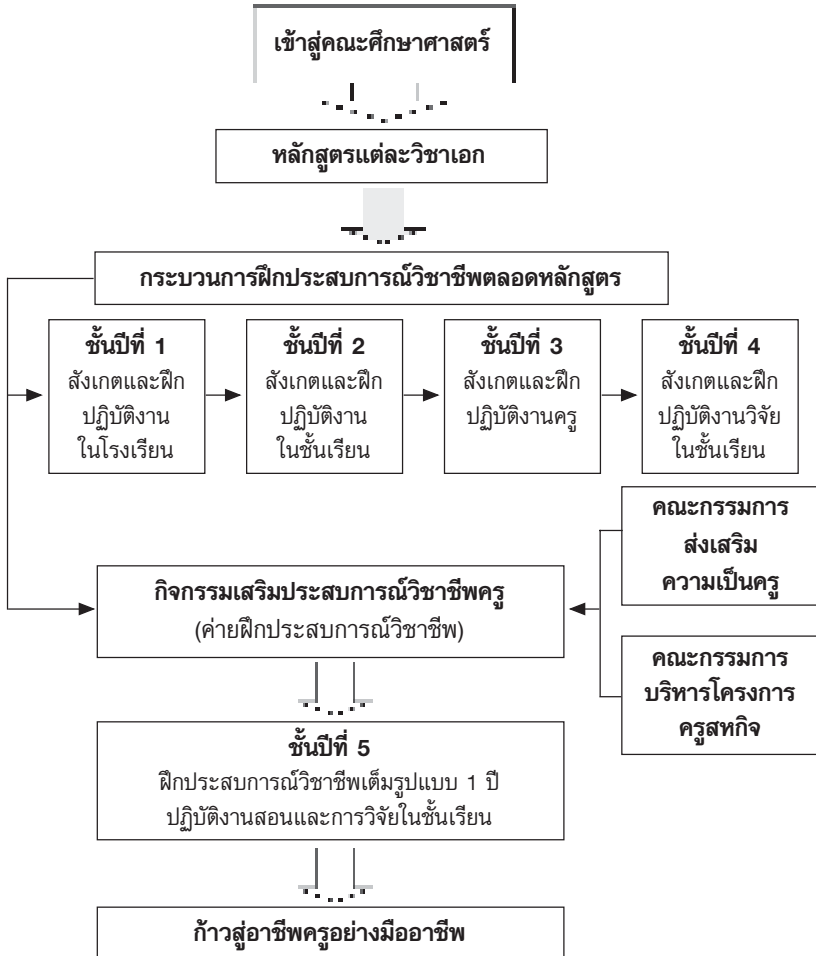 เข้าสู่คณะศึกษาศาสตร์
หลักสูตรแต่ละวิชาเอก
กระบวนการฝึกประสบการณ์วิชาชีพตลอดหลักสูตร
ชั้นปีที่ 1
สังเกตและฝึก
ปฏิบัติงาน
ในโรงเรียน
ชั้นปีที่ 2
สังเกตและฝึก
ปฏิบัติงาน
ในชั้นเรียน
ชั้นปีที่ 3
สังเกตและฝึก
ปฏิบัติงานครู
ชั้นปีที่ 4
สังเกตและฝึก
ปฏิบัติงานวิจัย
ในชั้นเรียน
คณะกรรมการ
ส่งเสริม
ความเป็นครู
กิจกรรมเสริมประสบการณ์วิชาชีพครู
(ค่ายฝึกประสบการณ์วิชาชีพ)
คณะกรรมการ
บริหารโครงการ
ครูสหกิจ
ชั้นปีที่ 5
ฝึกประสบการณ์วิชาชีพเต็มรูปแบบ 1 ปี
ปฏิบัติงานสอนและการวิจัยในชั้นเรียน
ก้าวสู่อาชีพครูอย่างมืออาชีพ